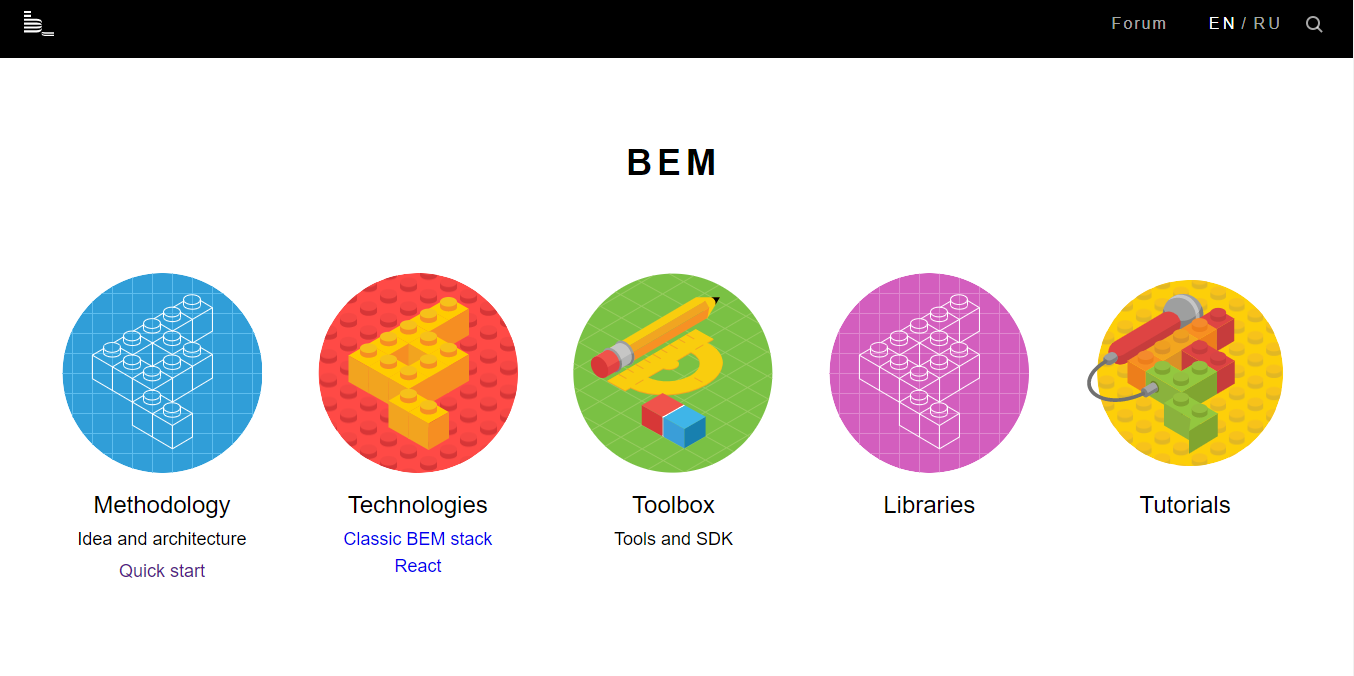 b_
Forum
EN / RU
BEM
Methodology
Idea and architecture
Quick start
Technologies
Classic BEM stack
React
Toolbox
Tools and SDK
Libraries
Tutorials